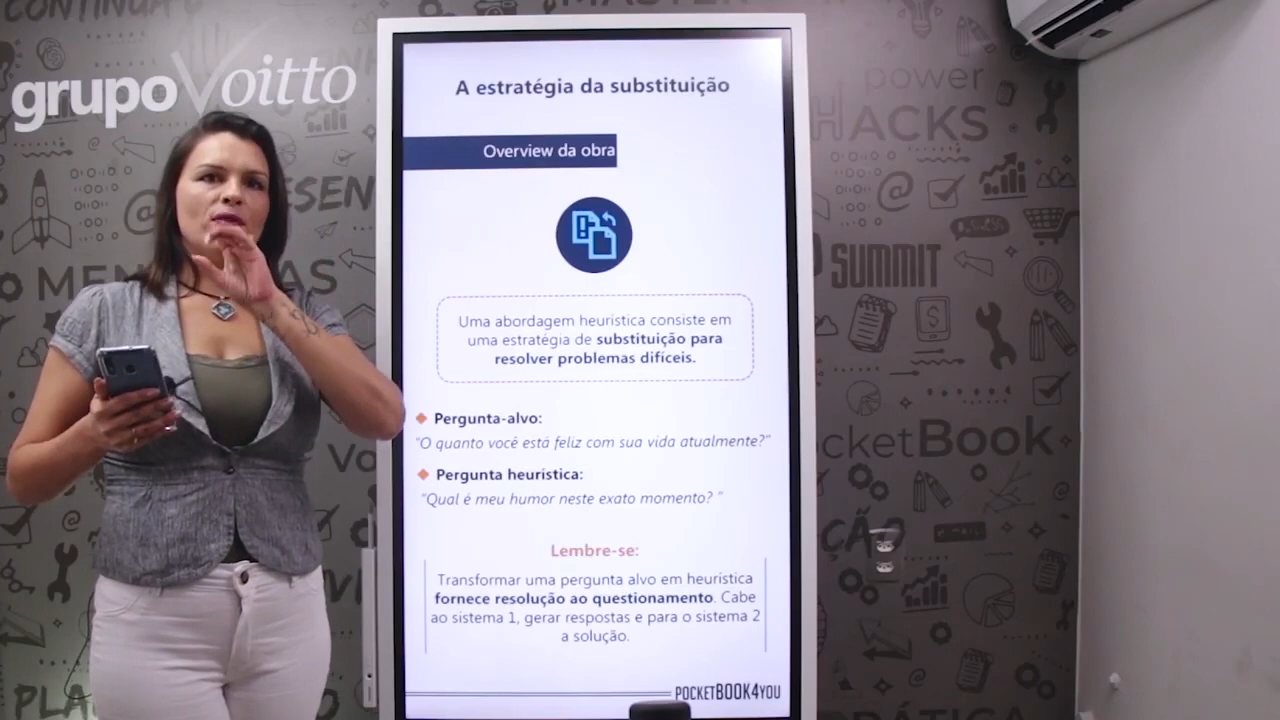 grupoVoitto
A estratégia da substituição
Overview da obra
Uma abordagem heurística consiste em
uma estratégia de substituição para
resolver problemas difíceis.
Pergunta-alvo:
"O quanto você está feliz com sua vida atualmente?"
Pergunta heurística:
"Qual é meu humor neste exato momento? "
Lembre-se:
Transformar uma pergunta alvo em heurística
fornece resolução ao questionamento. Cabe
ao sistema 1, gerar respostas e para o sistema 2
a solução.
POCKETBOOK4YOU
power
HACKS
SUMMIT
ocketBook
ÇÃO